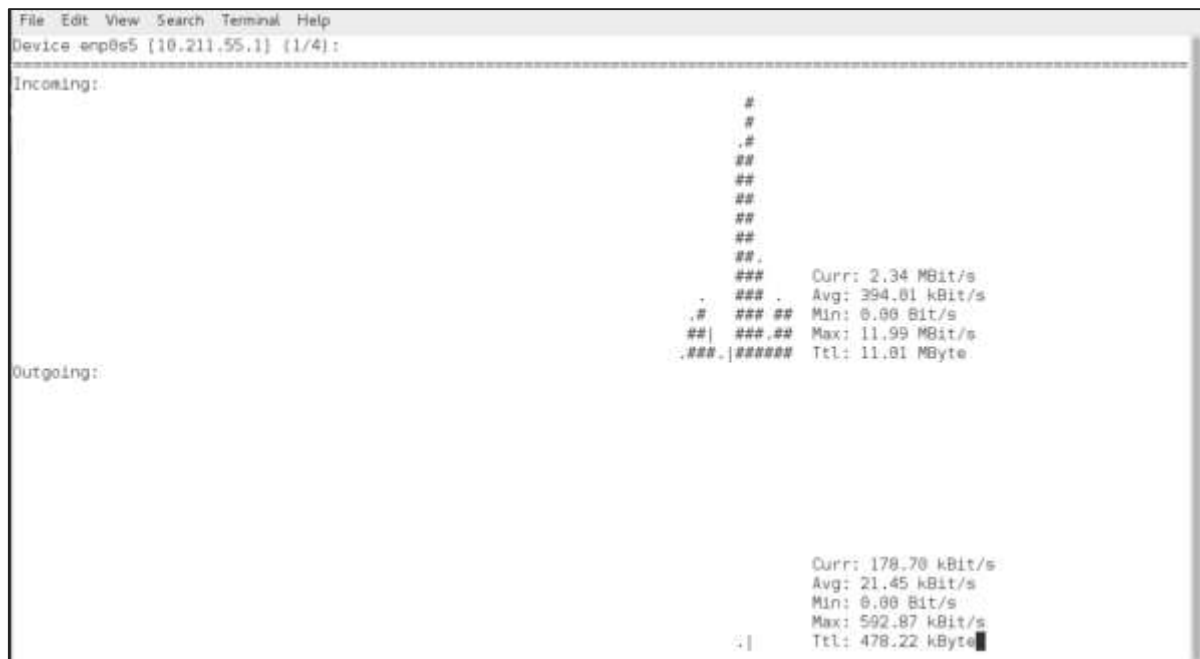 File Edit View Search Terminal Help
Device enp0s5 [10.211.55.1] (1/4):
================================================================================
Incoming:
#
#
.#
##
##
##
##
##
##.
### Curr: 2.34 MBit/s
. ### . Avg: 394.01 kBit/s
.# ### ## Min: 0.00 Bit/s
##| ###.## Max: 11.99 MBit/s
.###.|###### Ttl: 11.01 MByte
Outgoing:
Curr: 178.70 kBit/s
Avg: 21.45 kBit/s
Min: 0.00 Bit/s
Max: 592.87 kBit/s
.| Ttl: 478.22 kByte